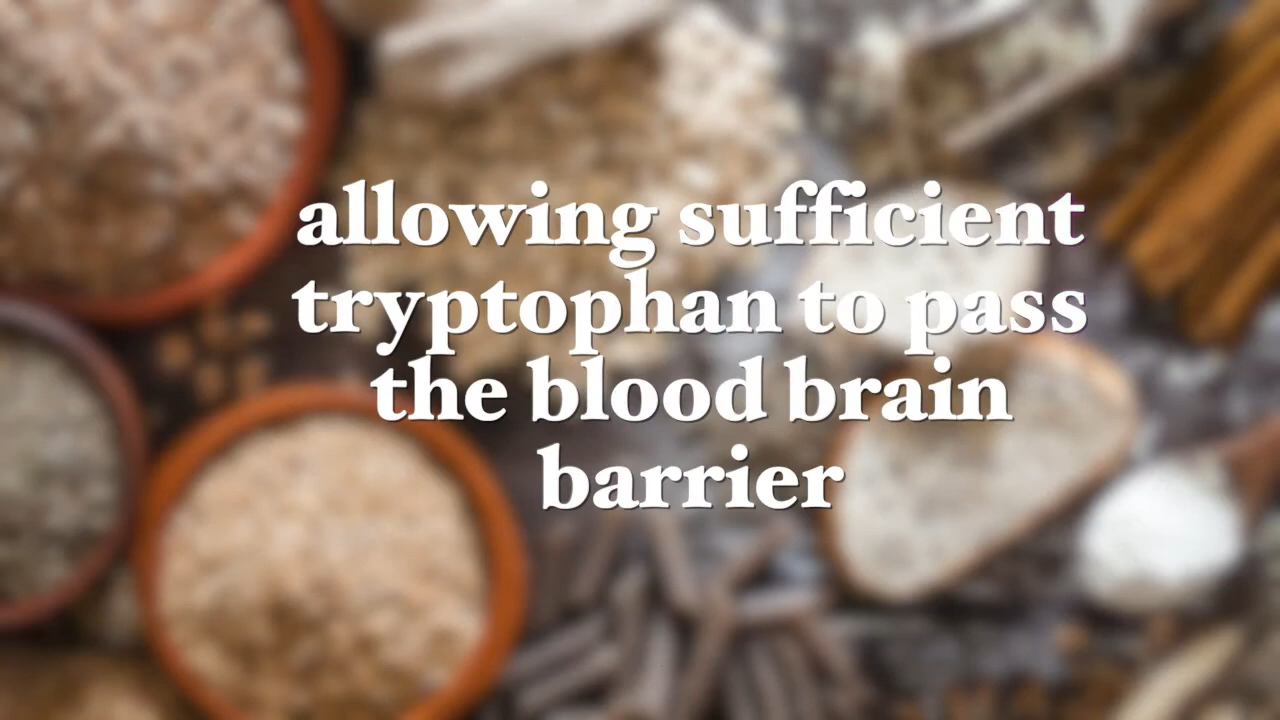 allowing sufficient
tryptophan to pass
the blood brain
barrier